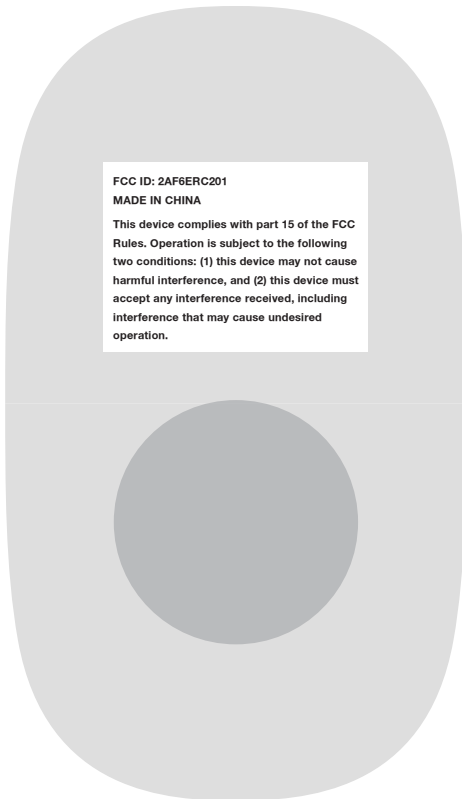 FCC ID: 2AF6ERC201
MADE IN CHINA
This device complies with part 15 of the FCC
Rules. Operation is subject to the following
two conditions: (1) this device may not cause
harmful interference, and (2) this device must
accept any interference received, including
interference that may cause undesired
operation.